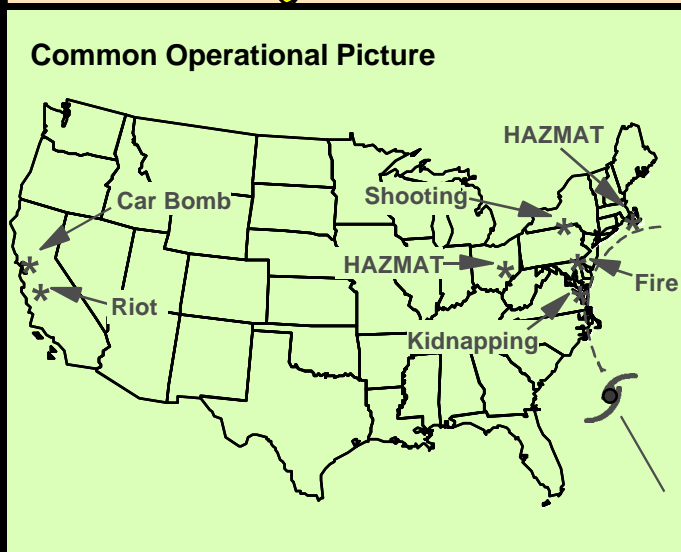 Common Operational Picture
HAZMAT
Car Bomb
Shooting
HAZMAT
Fire
Riot
Kidnapping